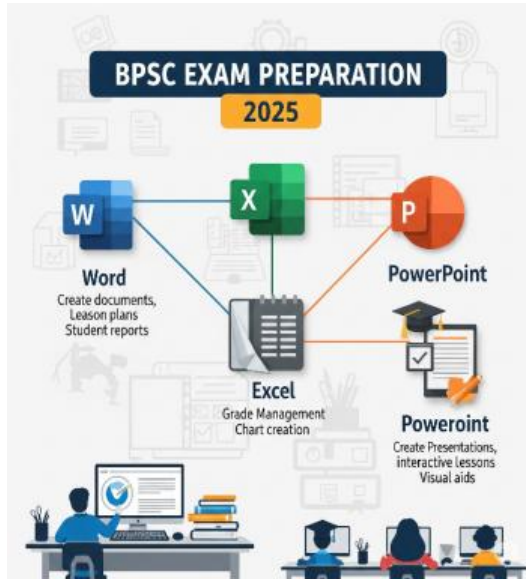 BPSC EXAM PREPARATION
2025
W
X
P
Word
Create documents,
Leason plans
Student reports
PowerPoint
Excel
Grade Management
Chart creation
Poweroint
Create Presentations,
interactive lessons
Visual aids